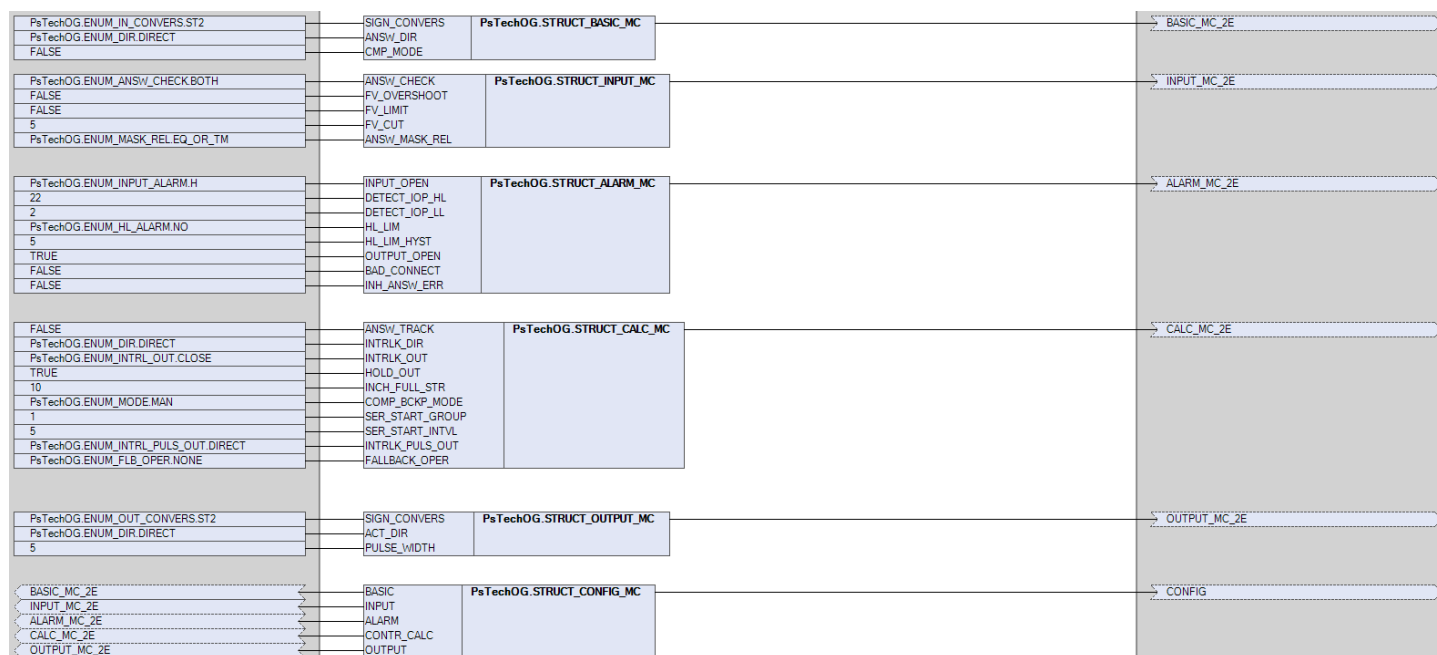 PsTechOG.ENUM_IN_CONVERS.ST2 SIGN_CONVERS PsTechOG.STRUCT_BASIC_MC BASIC_MC_2E
PsTechOG.ENUM_DIR.DIRECT ANSW_DIR
FALSE CMP_MODE
PsTechOG.ENUM_ANSW_CHECK.BOTH ANSW_CHECK PsTechOG.STRUCT_INPUT_MC INPUT_MC_2E
FALSE FV_OVERSHOOT
FALSE FV_LIMIT
5 FV_CUT
PsTechOG.ENUM_MASK_REL.EQ_OR_TM ANSW_MASK_REL
PsTechOG.ENUM_INPUT_ALARM.H INPUT_OPEN PsTechOG.STRUCT_ALARM_MC ALARM_MC_2E
22 DETECT_IOP_HL
2 DETECT_IOP_LL
PsTechOG.ENUM_HL_ALARM.NO HL_LIM
5 HL_LIM_HYST
TRUE OUTPUT_OPEN
FALSE BAD_CONNECT
FALSE INH_ANSW_ERR
FALSE ANSW_TRACK PsTechOG.STRUCT_CALC_MC CALC_MC_2E
PsTechOG.ENUM_DIR.DIRECT INTRLK_DIR
PsTechOG.ENUM_INTRL_OUT.CLOSE INTRLK_OUT
TRUE HOLD_OUT
10 INCH_FULL_STR
PsTechOG.ENUM_MODE.MAN COMP_BCKP_MODE
1 SER_START_GROUP
5 SER_START_INTVL
PsTechOG.ENUM_INTRL_PULS_OUT.DIRECT INTRLK_PULS_OUT
PsTechOG.ENUM_FLB_OPER.NONE FALLBACK_OPER
PsTechOG.ENUM_OUT_CONVERS.ST2 SIGN_CONVERS PsTechOG.STRUCT_OUTPUT_MC OUTPUT_MC_2E
PsTechOG.ENUM_DIR.DIRECT ACT_DIR
5 PULSE_WIDTH
BASIC_MC_2E BASIC PsTechOG.STRUCT_CONFIG_MC CONFIG
INPUT_MC_2E INPUT
ALARM_MC_2E ALARM
CALC_MC_2E CONTR_CALC
OUTPUT_MC_2E OUTPUT